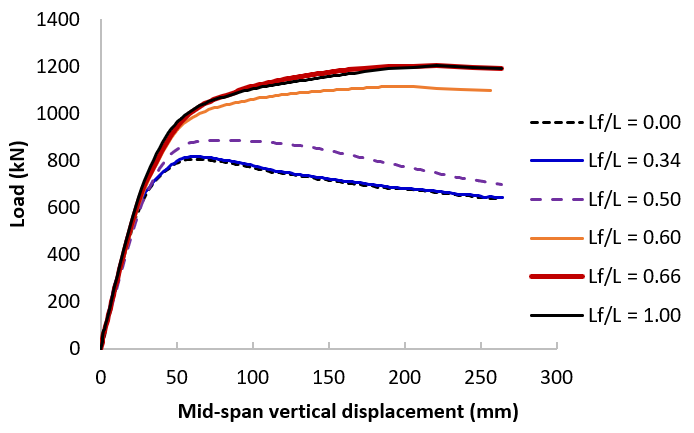 1400
1200
1000
800
600
400
200
0
Load (kN)
0 50 100 150 200 250 300
Mid-span vertical displacement (mm)
Lf/L = 0.00
Lf/L = 0.34
Lf/L = 0.50
Lf/L = 0.60
Lf/L = 0.66
Lf/L = 1.00